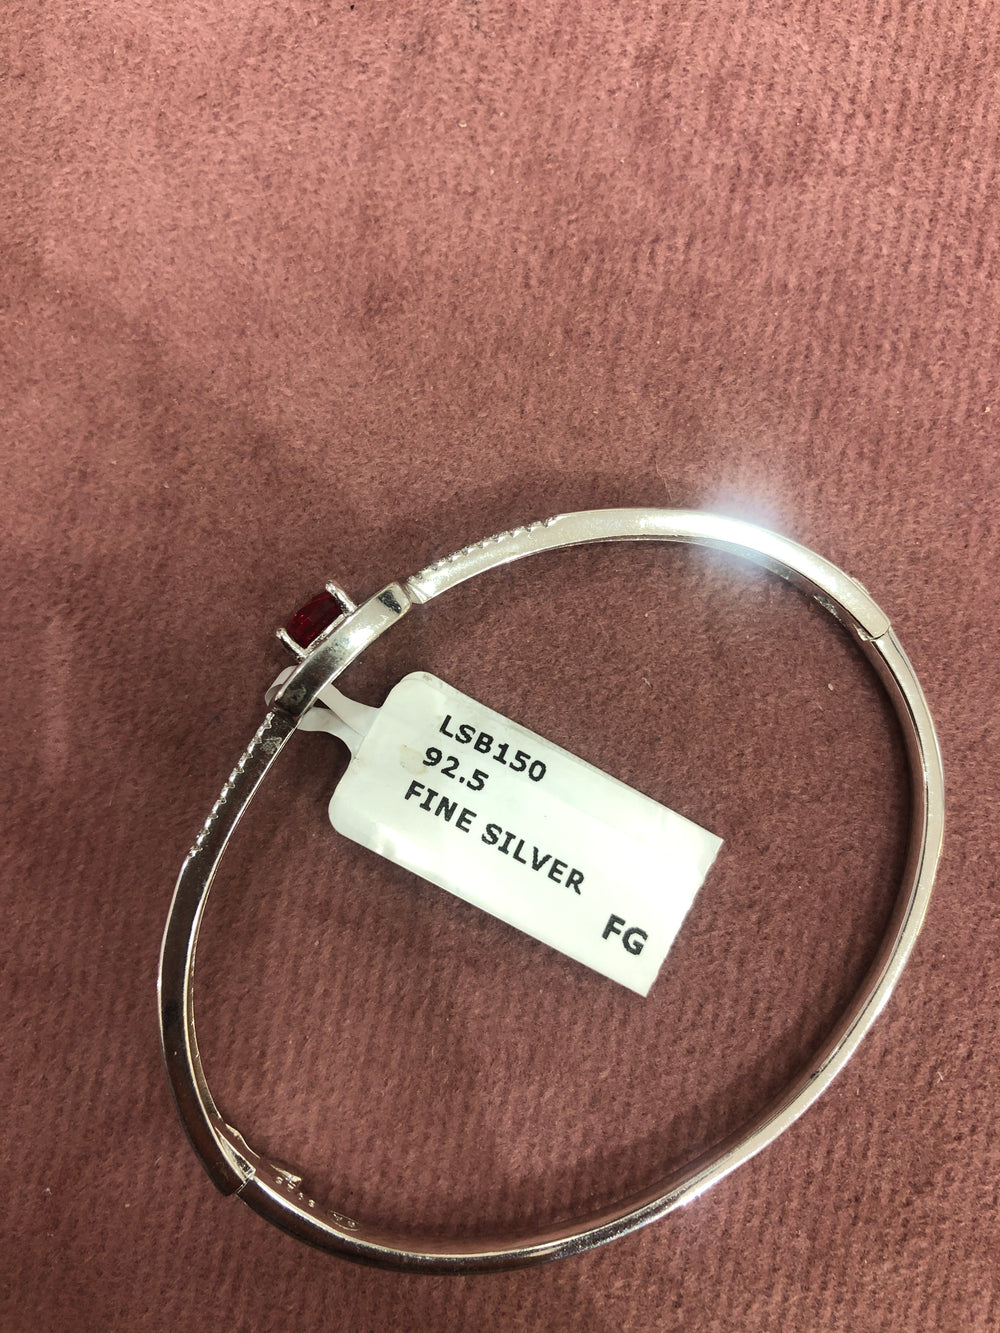 LSB150
92.5
FINE SILVER
FG